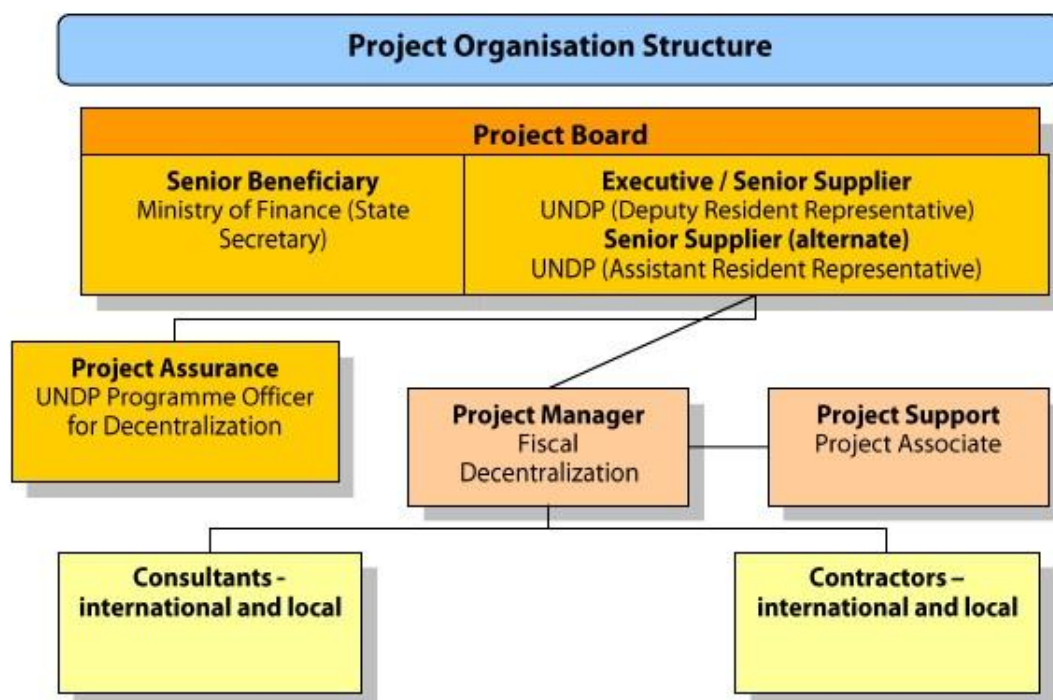 Project Organisation Structure
Project Board
Senior Beneficiary
Ministry of Finance (State
Secretary)
Executive / Senior Supplier
UNDP (Deputy Resident Representative)
Senior Supplier (alternate)
UNDP (Assistant Resident Representative)
Project Assurance
UNDP Programme Officer
for Decentralization
Project Manager
Fiscal
Decentralization
Project Support
Project Associate
Consultants -
international and local
Contractors –
international and local